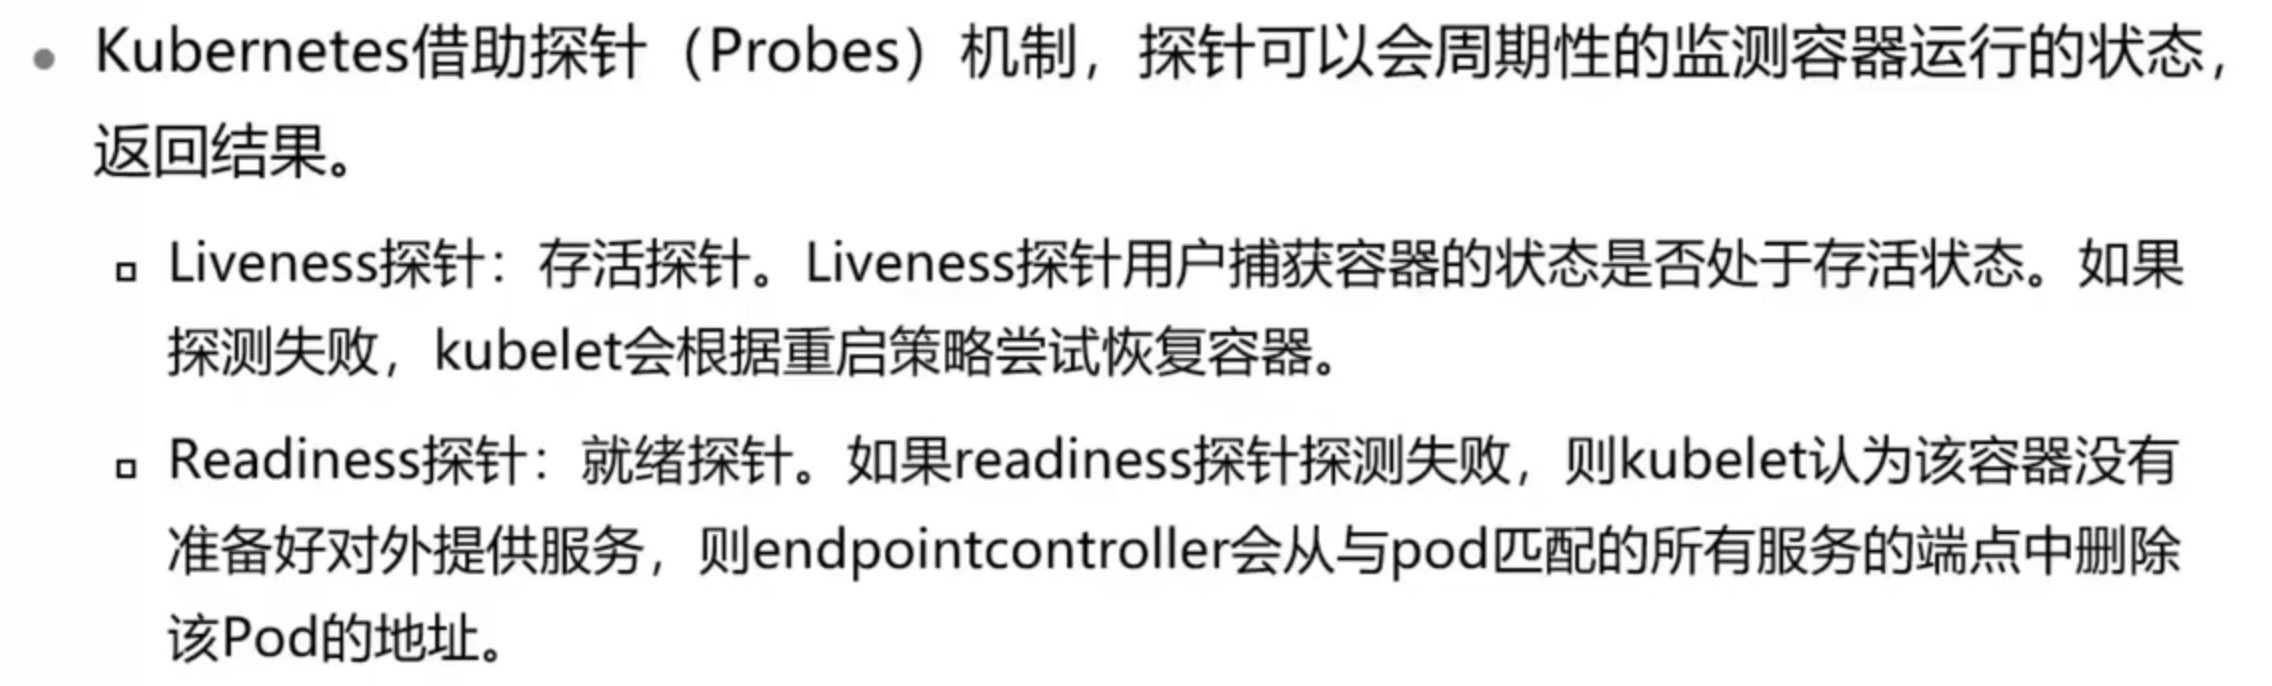 Kubernetes借助探针（Probes）机制，探针可以会周期性的监测容器运行的状态，
返回结果。
Liveness探针：存活探针。Liveness探针用户捕获容器的状态是否处于存活状态。如果
探测失败，kubelet会根据重启策略尝试恢复容器。
Readiness探针：就绪探针。如果readiness探针探测失败，则kubelet认为该容器没有
准备好对外提供服务，则endpointcontroller会从与pod匹配的所有服务的端点中删除
该Pod的地址。